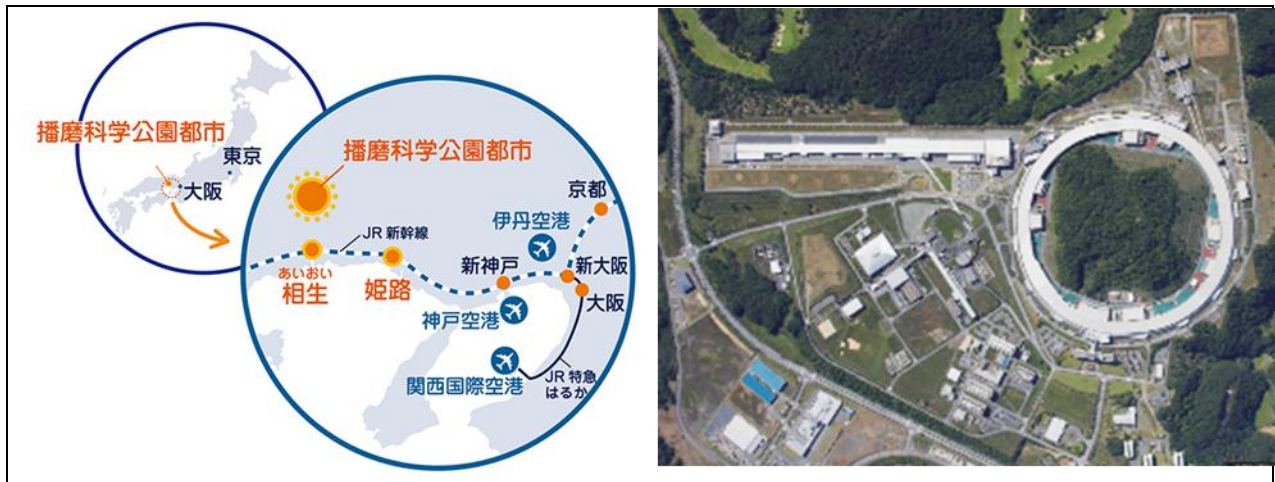 播磨科学公園都市
東京
大阪
播磨科学公園都市
京都
伊丹空港
JR 新幹線
あいおい
相生
姫路
新神戸
新大阪
大阪
神戸空港
関西国際空港
JR 特急
はるか